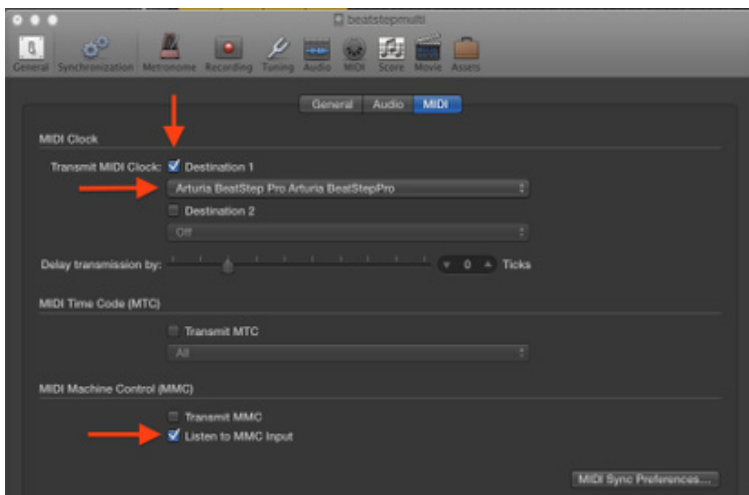 beatstepmulti
General Synchronization Metronome Recording Tuning Audio MIDI Score Movie Assets
General Audio MIDI
MIDI Clock
Transmit MIDI Clock: Destination 1
Arturia BeatStep Pro Arturia BeatStepPro
Destination 2
Off
Delay transmission by: 0 Ticks
MIDI Time Code (MTC)
Transmit MTC
All
MIDI Machine Control (MMC)
Transmit MMC
Listen to MMC Input
MIDI Sync Preferences...